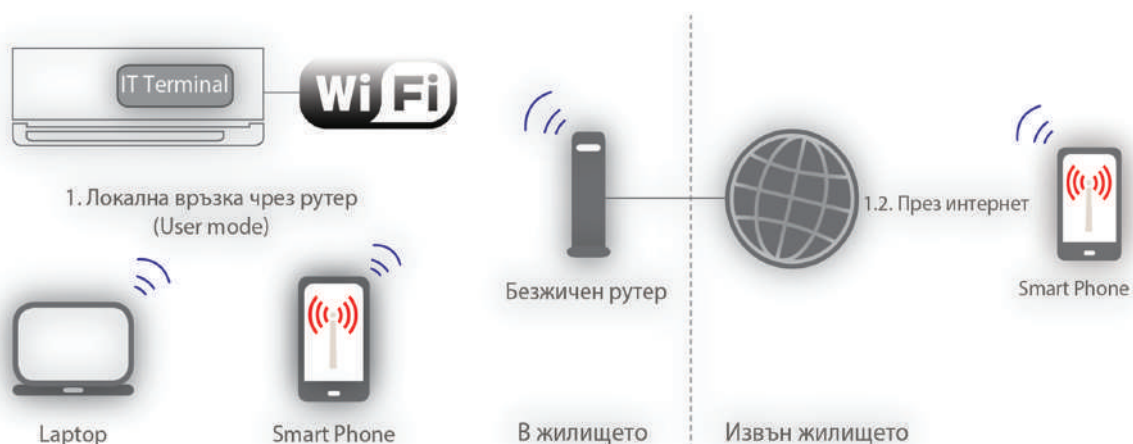 IT Terminal
Wi Fi
1. Локална връзка чрез рутер
(User mode)
1.2. През интернет
Безжичен рутер
Smart Phone
Laptop
Smart Phone
В жилището
Извън жилището